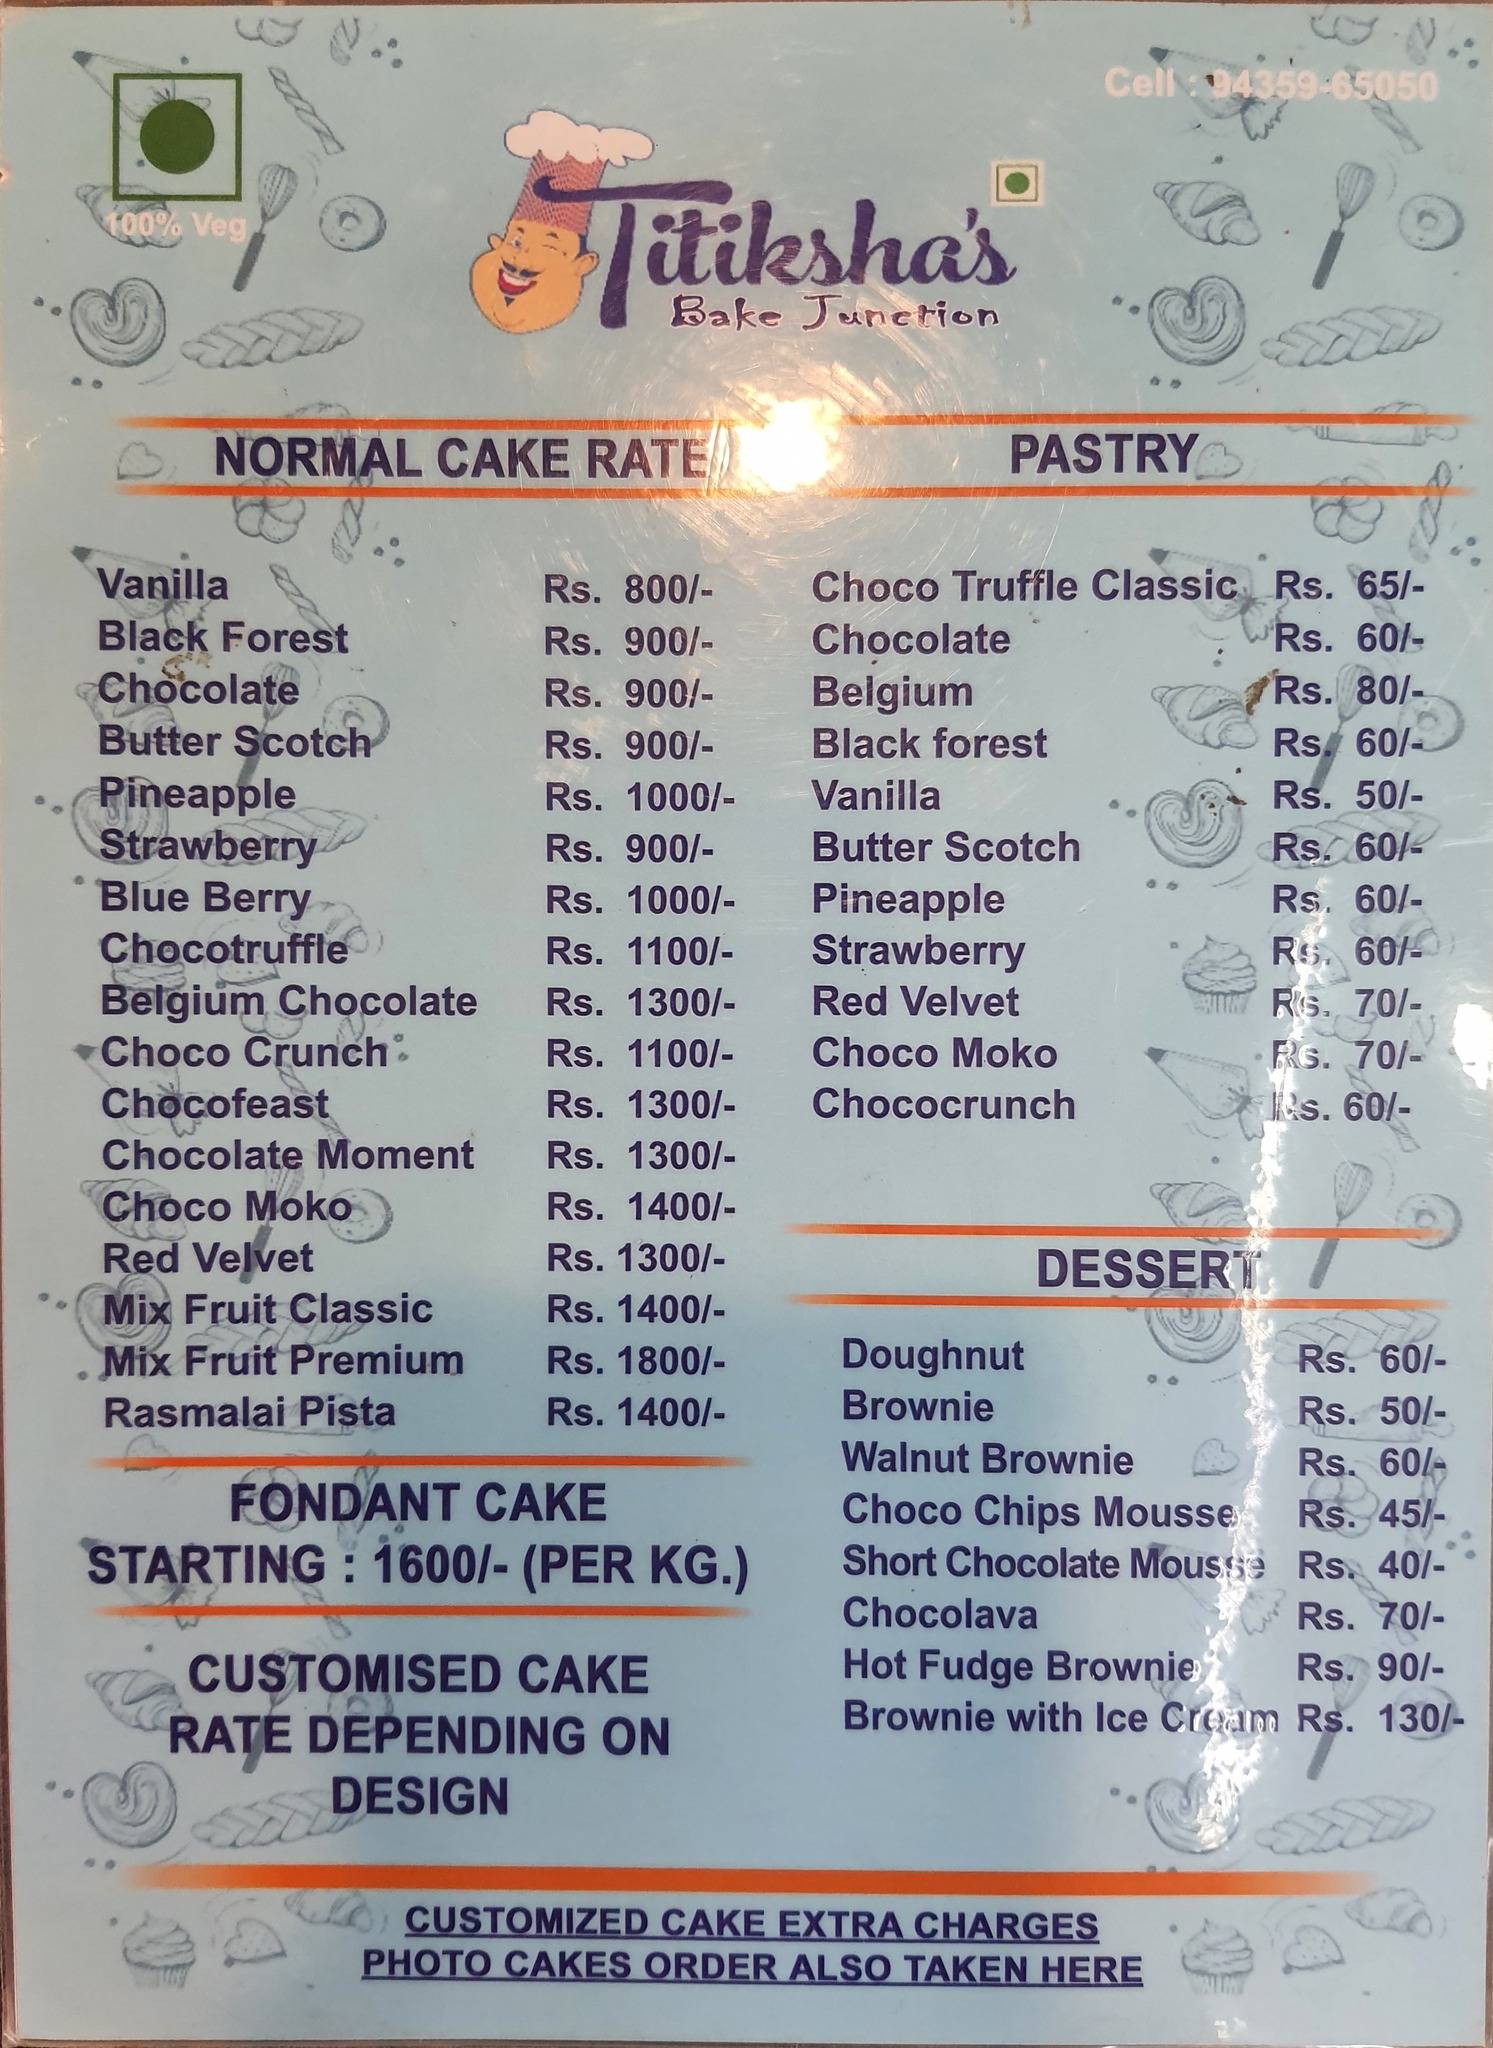 Cell : 94359-65050
100% Veg
Titiksha's
Bake Junction
NORMAL CAKE RATE
Vanilla Rs. 800/-
Black Forest Rs. 900/-
Chocolate Rs. 900/-
Butter Scotch Rs. 900/-
Pineapple Rs. 1000/-
Strawberry Rs. 900/-
Blue Berry Rs. 1000/-
Chocotruffle Rs. 1100/-
Belgium Chocolate Rs. 1300/-
Choco Crunch Rs. 1100/-
Chocofeast Rs. 1300/-
Chocolate Moment Rs. 1300/-
Choco Moko Rs. 1400/-
Red Velvet Rs. 1300/-
Mix Fruit Classic Rs. 1400/-
Mix Fruit Premium Rs. 1800/-
Rasmalai Pista Rs. 1400/-
FONDANT CAKE
STARTING : 1600/- (PER KG.)
CUSTOMISED CAKE
RATE DEPENDING ON
DESIGN
PASTRY
Choco Truffle Classic Rs. 65/-
Chocolate Rs. 60/-
Belgium Rs. 80/-
Black forest Rs. 60/-
Vanilla Rs. 50/-
Butter Scotch Rs. 60/-
Pineapple Rs. 60/-
Strawberry Rs. 60/-
Red Velvet Rs. 70/-
Choco Moko Rs. 70/-
Chococrunch Rs. 60/-
DESSERT
Doughnut Rs. 60/-
Brownie Rs. 50/-
Walnut Brownie Rs. 60/-
Choco Chips Mousse Rs. 45/-
Short Chocolate Mousse Rs. 40/-
Chocolava Rs. 70/-
Hot Fudge Brownie Rs. 90/-
Brownie with Ice Cream Rs. 130/-
CUSTOMIZED CAKE EXTRA CHARGES
PHOTO CAKES ORDER ALSO TAKEN HERE